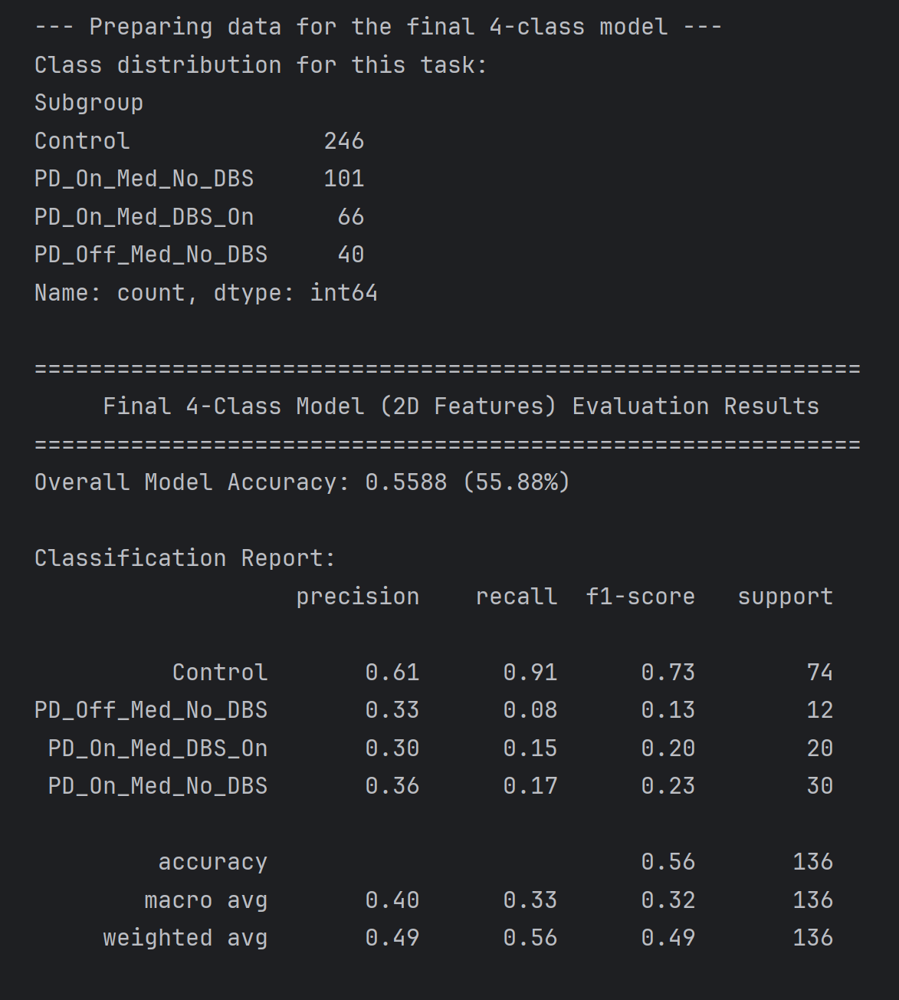 --- Preparing data for the final 4-class model ---
Class distribution for this task:
Subgroup
Control              246
PD_On_Med_No_DBS     101
PD_On_Med_DBS_On      66
PD_Off_Med_No_DBS     40
Name: count, dtype: int64
============================================================
     Final 4-Class Model (2D Features) Evaluation Results
============================================================
Overall Model Accuracy: 0.5588 (55.88%)
Classification Report:
                   precision    recall  f1-score   support
          Control       0.61      0.91      0.73        74
PD_Off_Med_No_DBS       0.33      0.08      0.13        12
 PD_On_Med_DBS_On       0.30      0.15      0.20        20
 PD_On_Med_No_DBS       0.36      0.17      0.23        30
         accuracy                           0.56       136
        macro avg       0.40      0.33      0.32       136
     weighted avg       0.49      0.56      0.49       136